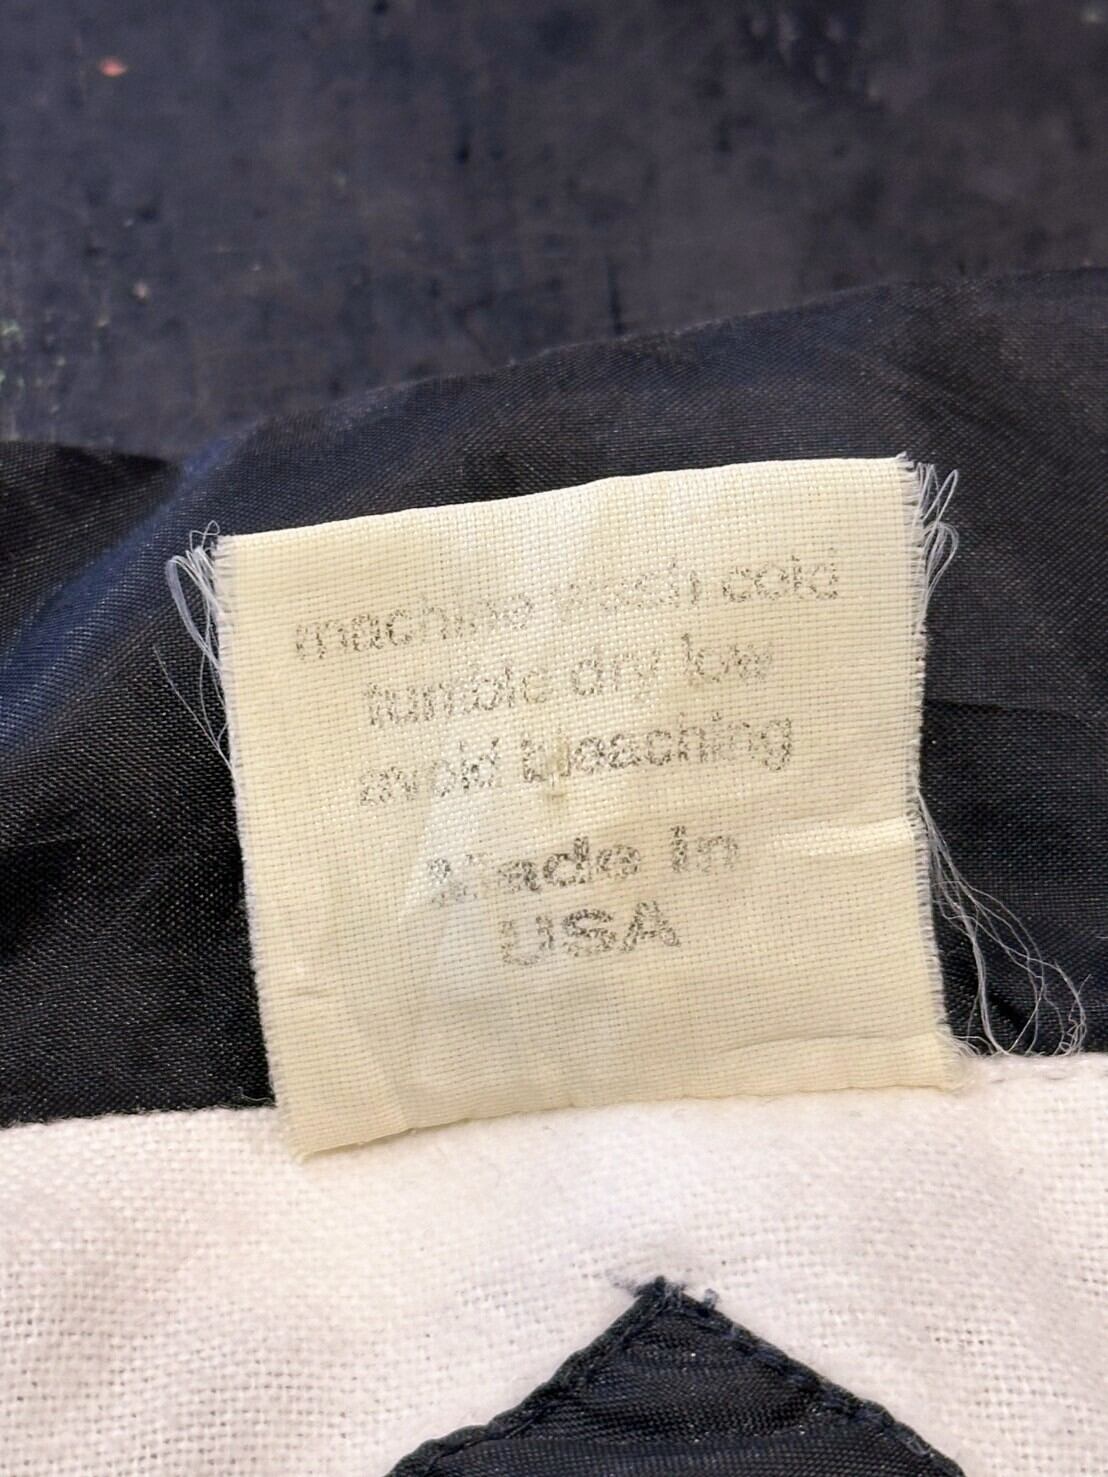 machine wash cold
tumble dry low
avoid bleaching
Made in
USA